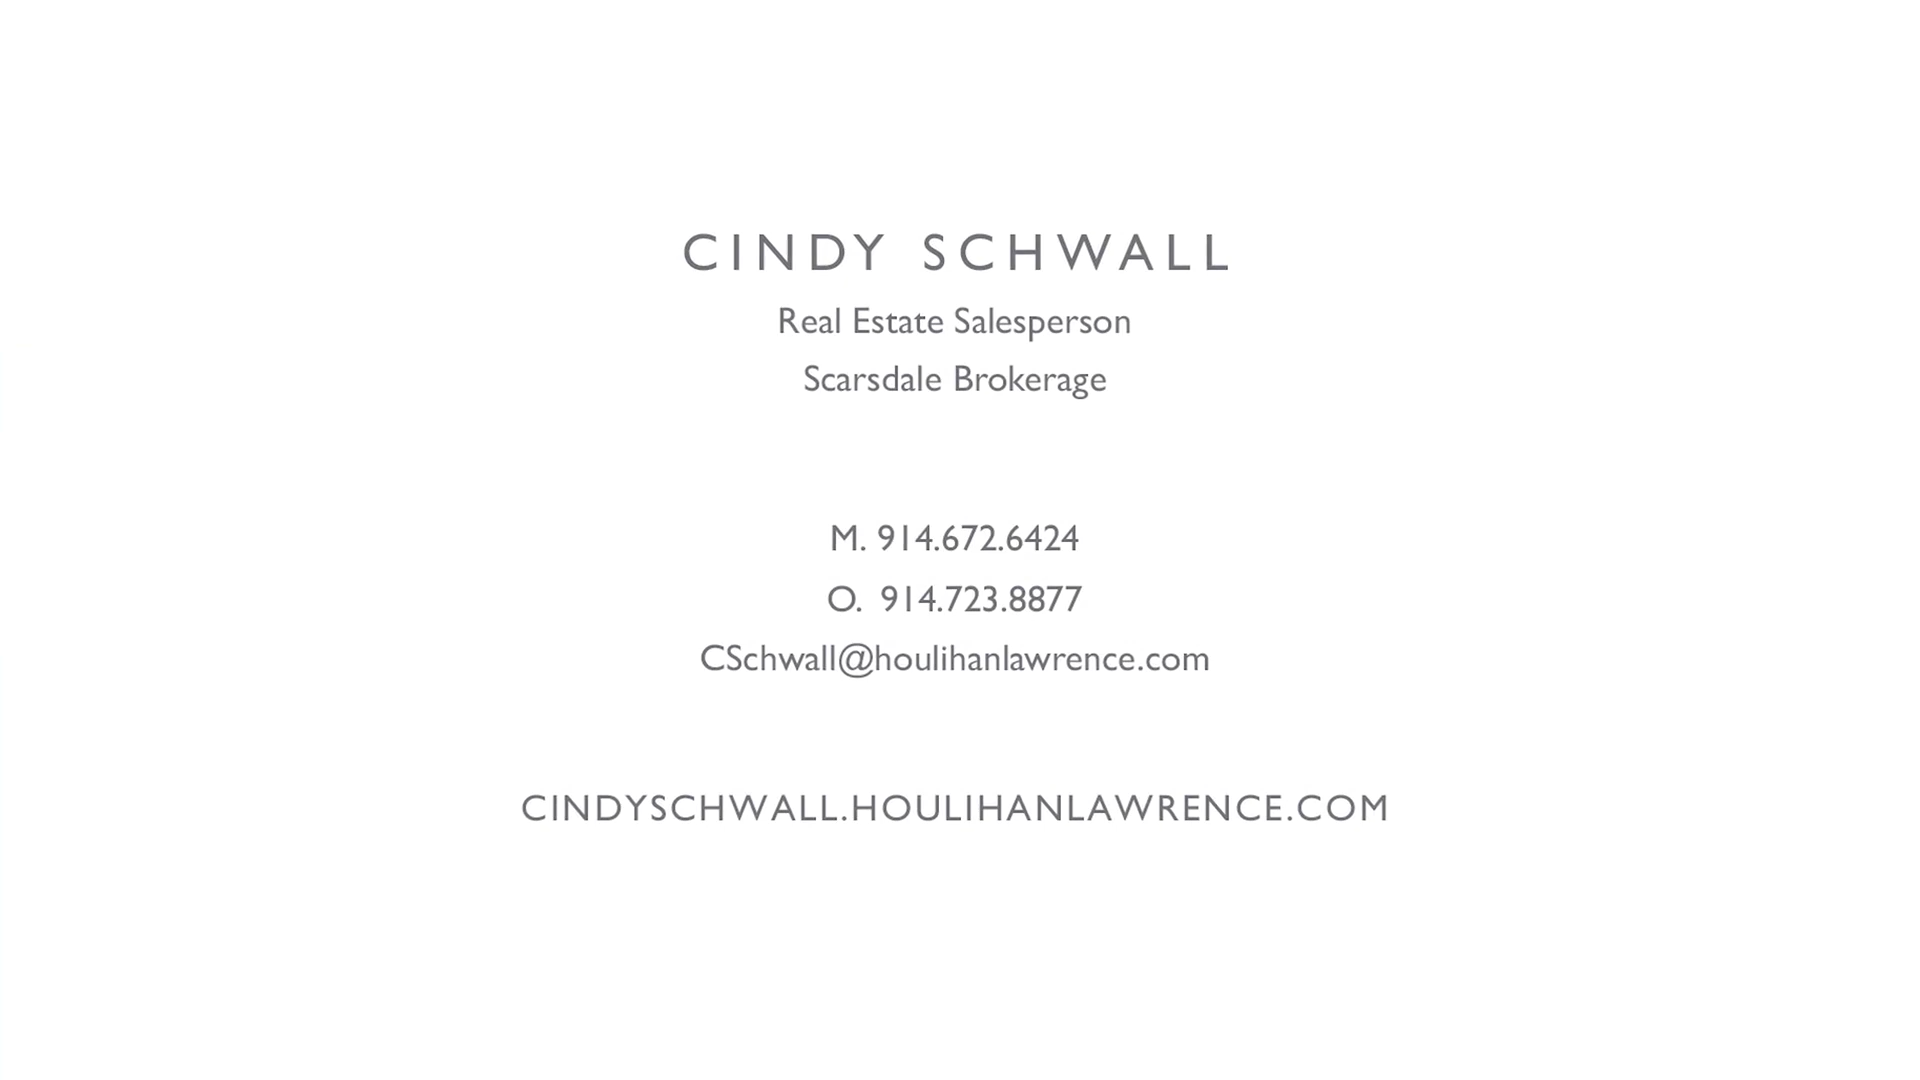 CINDY SCHWALL
Real Estate Salesperson
Scarsdale Brokerage
M. 914.672.6424
O. 914.723.8877
CSchwall@houlihanlawrence.com
CINDYSCHWALL.HOULIHANLAWRENCE.COM